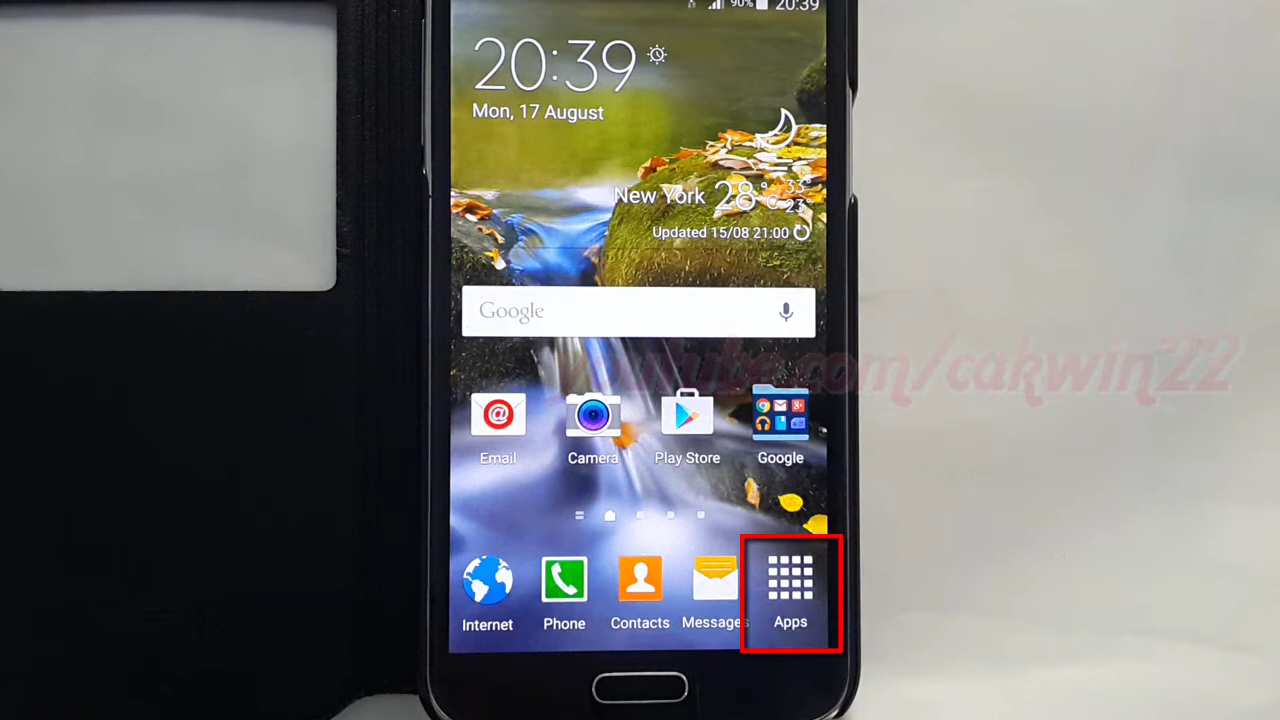 90% 20:39
20:39
Mon, 17 August
New York 28°C 33° 23°
Updated 15/08 21:00
Google
youtube.com/cakwin22
Email Camera Play Store Google
Internet Phone Contacts Messages Apps